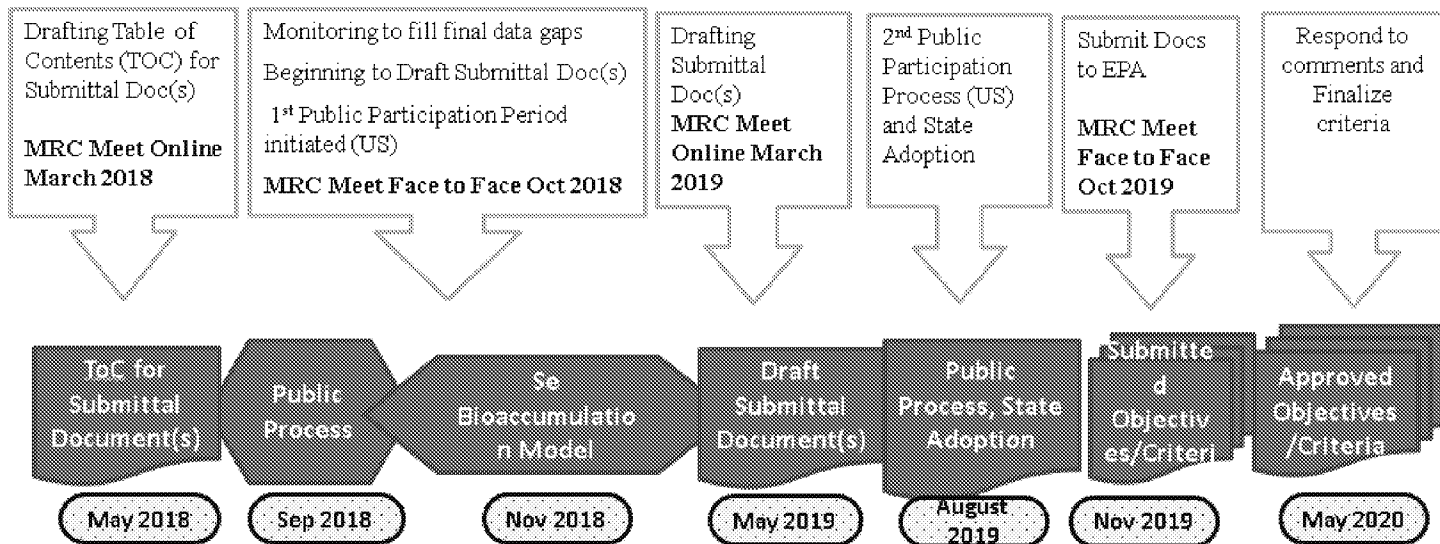 Drafting Table of
Contents (TOC) for
Submittal Doc(s)
MRC Meet Online
March 2018
Monitoring to fill final data gaps
Beginning to Draft Submittal Doc(s)
1st Public Participation Period
initiated (US)
MRC Meet Face to Face Oct 2018
Drafting
Submittal
Doc(s)
MRC Meet
Online March
2019
2nd Public
Participation
Process (US)
and State
Adoption
Submit Docs
to EPA
MRC Meet
Face to Face
Oct 2019
Respond to
comments and
Finalize
criteria
ToC for
Submittal
Document(s)
Public
Process
Se
Bioaccumulatio
n Model
Draft
Submittal
Document(s)
Public
Process, State
Adoption
Submitte
d
Objectiv
es/Criteri
Approved
Objectives
/Criteria
May 2018
Sep 2018
Nov 2018
May 2019
August
2019
Nov 2019
May 2020